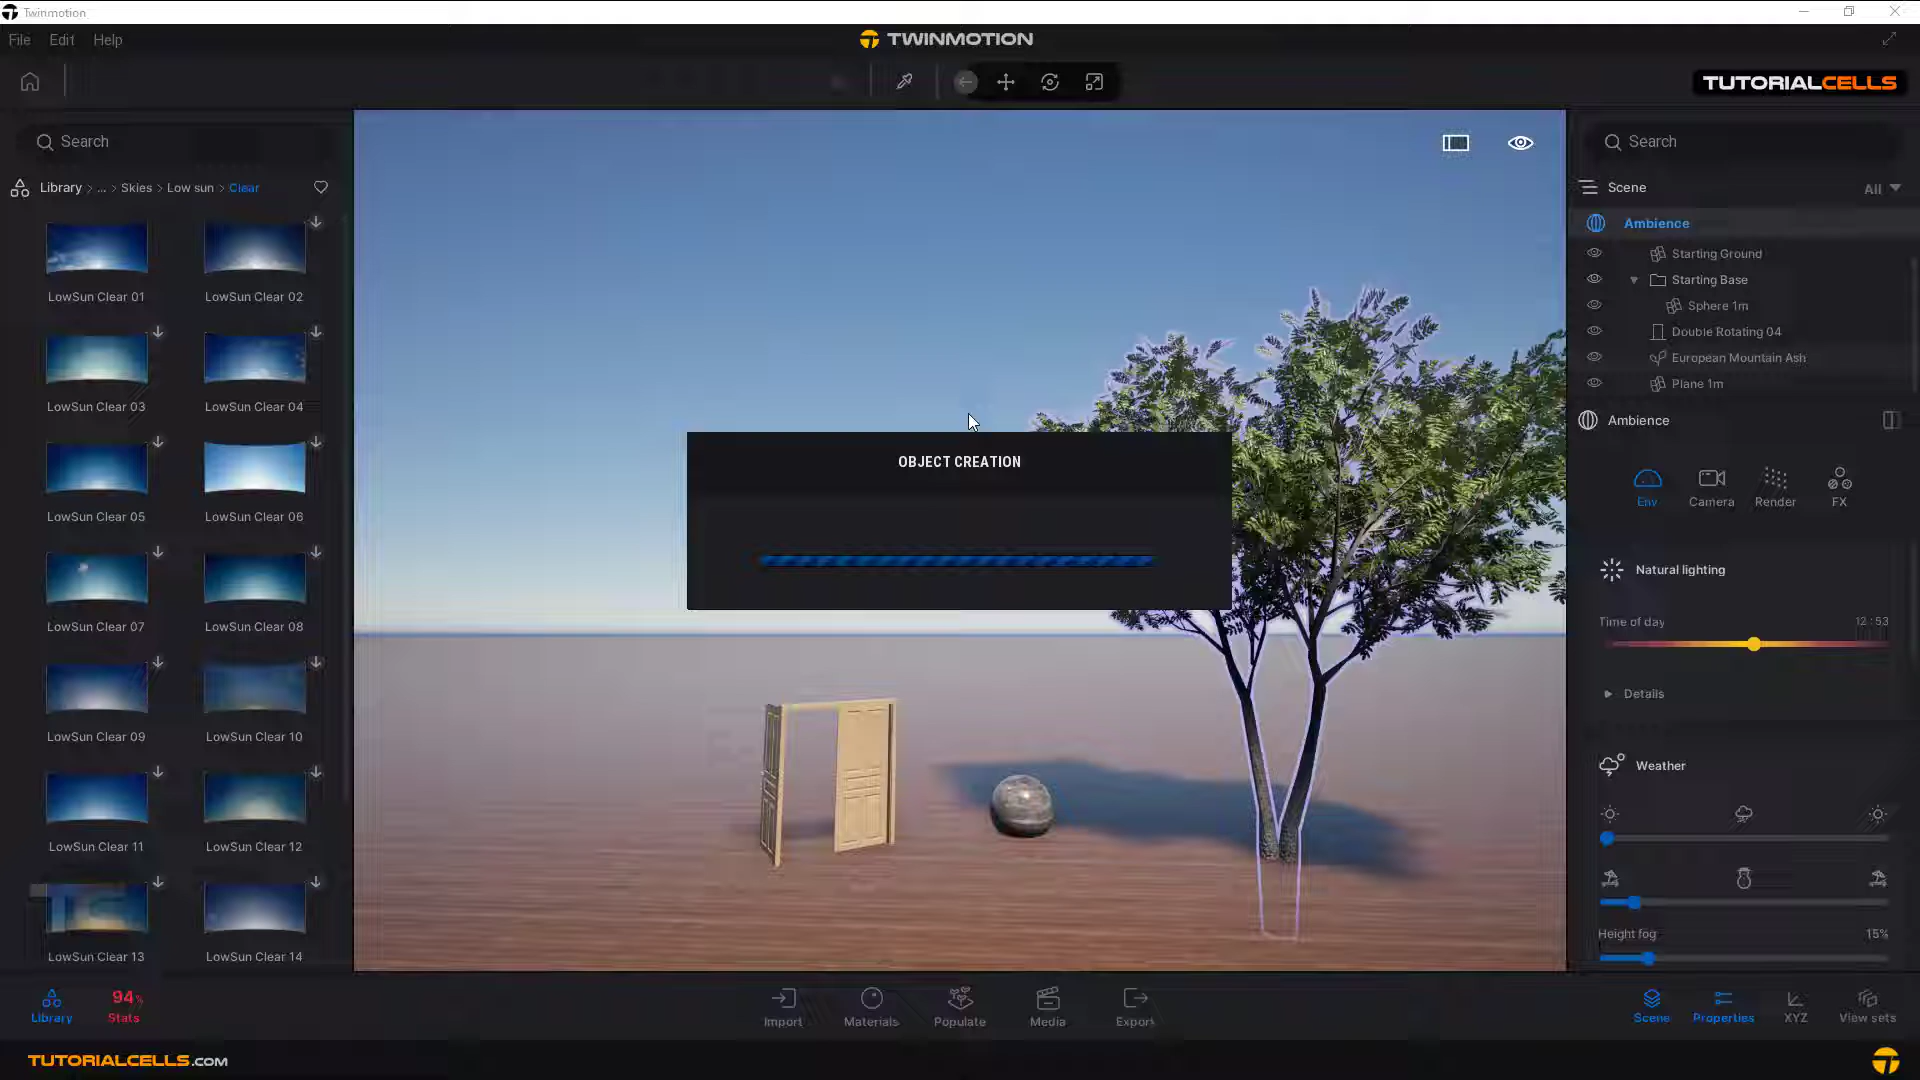 Twinmotion
File Edit Help
TWINMOTION
TUTORIALCELLS
Search
Library > ... > Skies > Low sun > Clear
LowSun Clear 01
LowSun Clear 02
LowSun Clear 03
LowSun Clear 04
LowSun Clear 05
LowSun Clear 06
LowSun Clear 07
LowSun Clear 08
LowSun Clear 09
LowSun Clear 10
LowSun Clear 11
LowSun Clear 12
LowSun Clear 13
LowSun Clear 14
OBJECT CREATION
Search
Scene All
Ambience
Starting Ground
Starting Base
Sphere 1m
Double Rotating 04
European Mountain Ash
Plane 1m
Ambience
Env Camera Render FX
Natural lighting
Time of day 12:53
Details
Weather
Height fog 15%
94%
Library Stats
Import Materials Populate Media Export
Scene Properties XYZ View sets
TUTORIALCELLS.COM